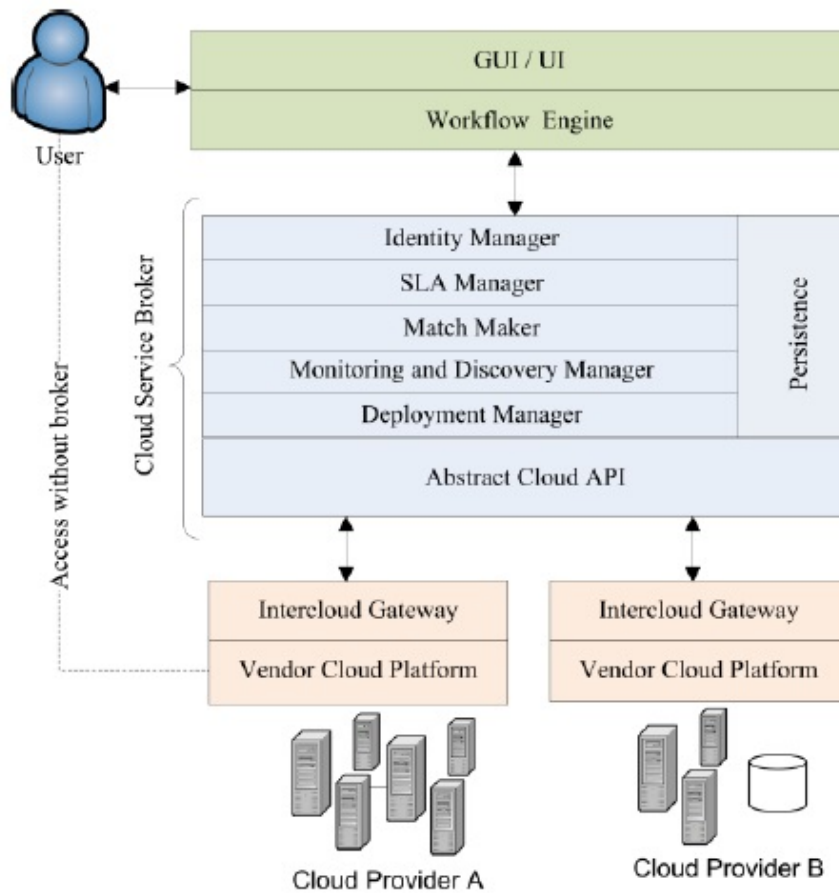 GUI / UI
Workflow Engine
User
Cloud Service Broker
Identity Manager
SLA Manager
Match Maker
Monitoring and Discovery Manager
Deployment Manager
Persistence
Abstract Cloud API
Access without broker
Intercloud Gateway
Vendor Cloud Platform
Intercloud Gateway
Vendor Cloud Platform
Cloud Provider A
Cloud Provider B